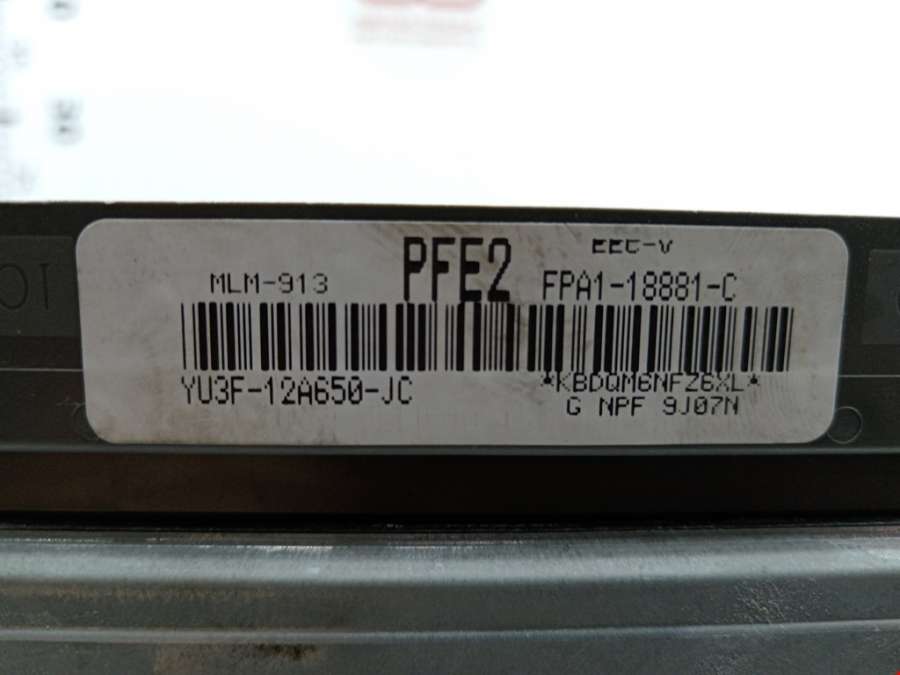 EEC-V
MLM-913 PFE2 FPA1-18881-C
YU3F-12A650-JC *KBDQM6NFZ6XL*
G NPF 9J07N